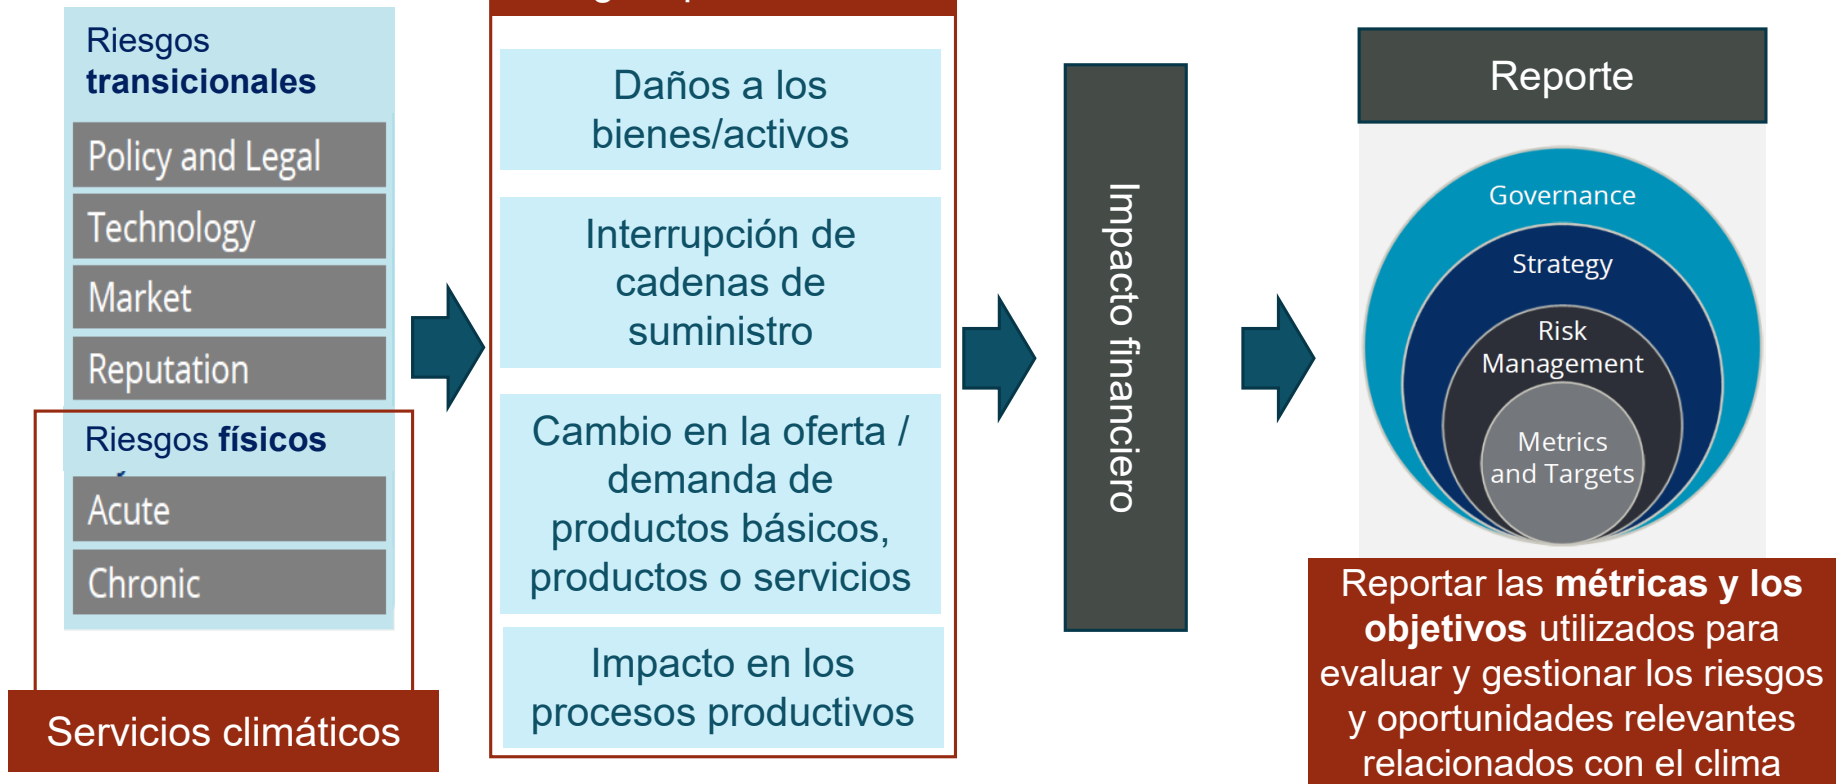 Riesgos
transicionales
Policy and Legal
Technology
Market
Reputation
Riesgos físicos
Acute
Chronic
Servicios climáticos
Daños a los
bienes/activos
Interrupción de
cadenas de
suministro
Cambio en la oferta /
demanda de
productos básicos,
productos o servicios
Impacto en los
procesos productivos
Impacto financiero
Reporte
Governance
Strategy
Risk
Management
Metrics
and Targets
Reportar las métricas y los
objetivos utilizados para
evaluar y gestionar los riesgos
y oportunidades relevantes
relacionados con el clima